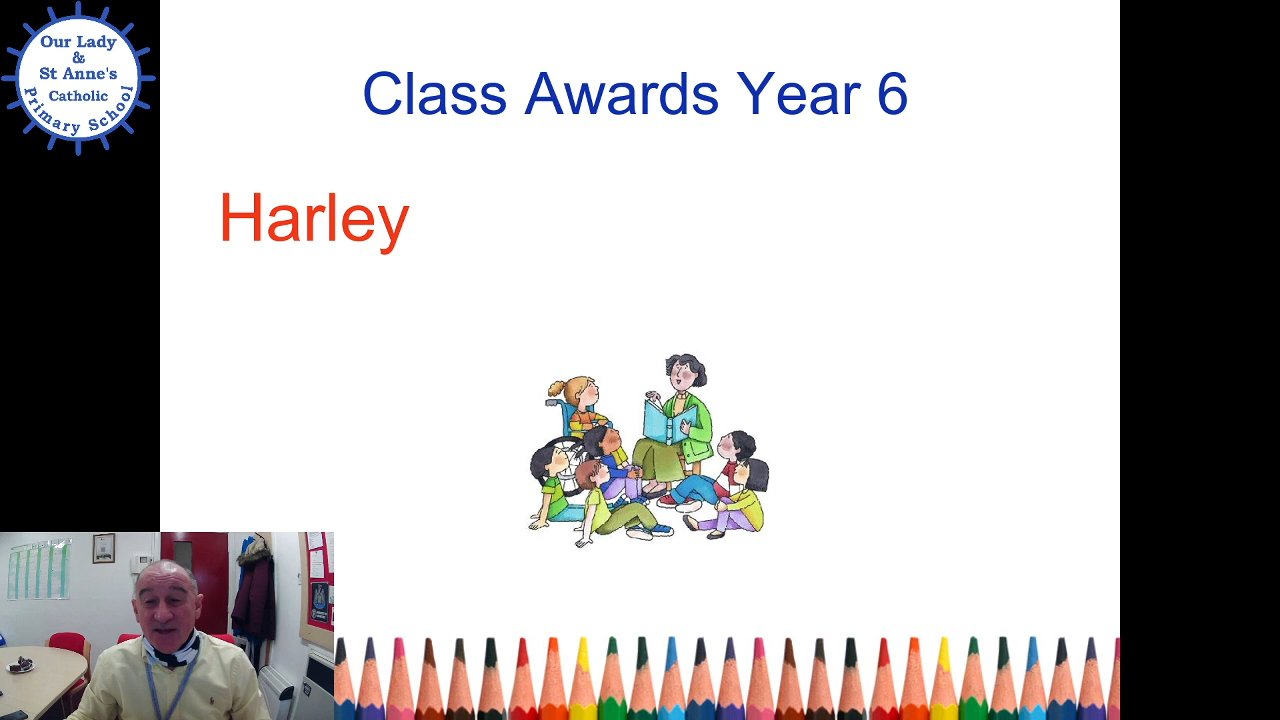 Our Lady
&
St Anne's
Catholic
Primary School
Class Awards Year 6
Harley